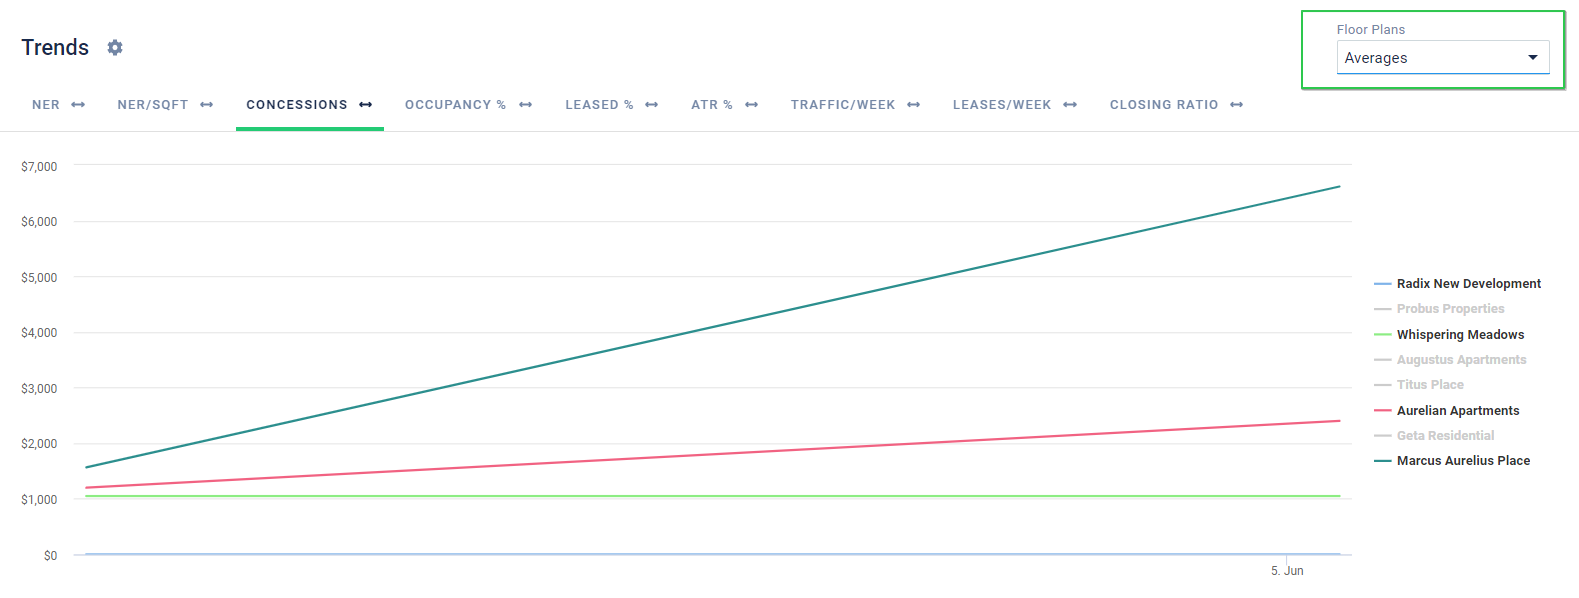 Trends
Floor Plans
Averages
NER NER/SQFT CONCESSIONS OCCUPANCY % LEASED % ATR % TRAFFIC/WEEK LEASES/WEEK CLOSING RATIO
$7,000
$6,000
$5,000
$4,000
$3,000
$2,000
$1,000
$0
5. Jun
Radix New Development
Probus Properties
Whispering Meadows
Augustus Apartments
Titus Place
Aurelian Apartments
Geta Residential
Marcus Aurelius Place